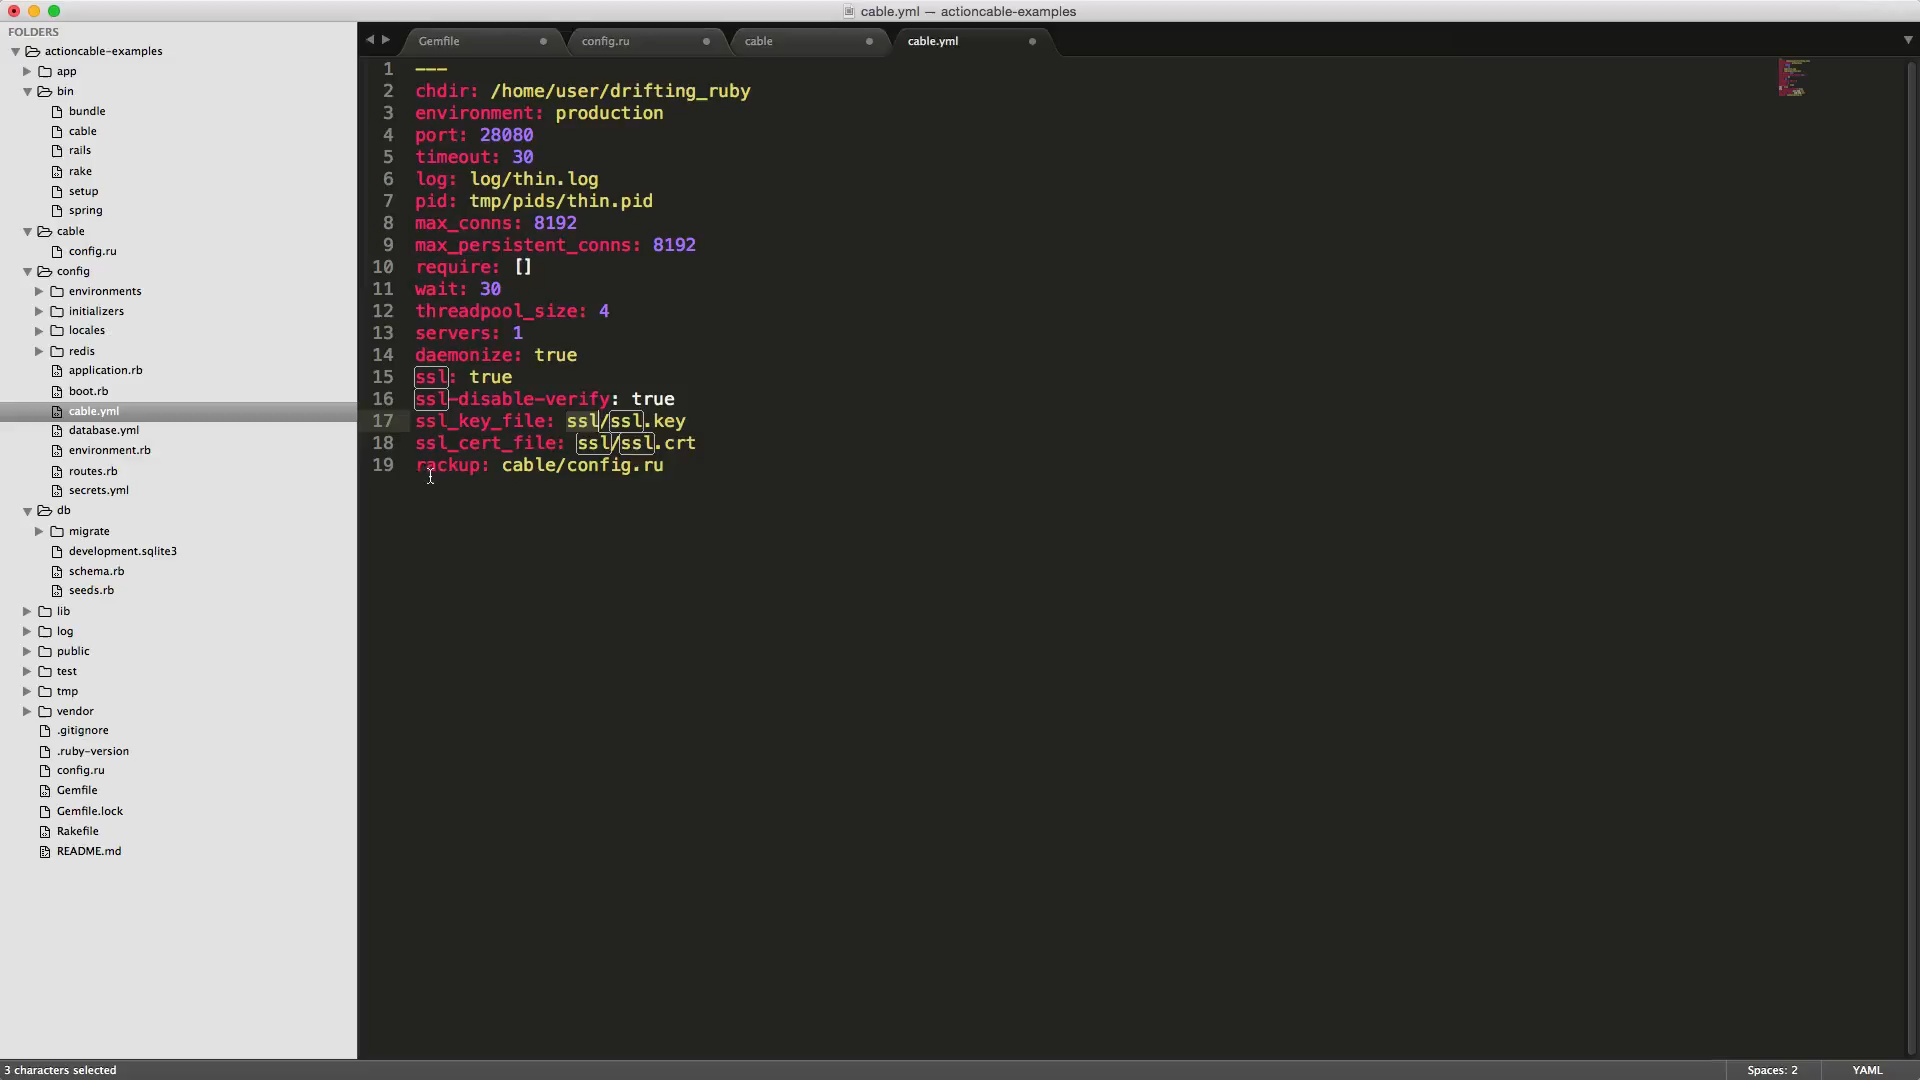 cable.yml — actioncable-examples
FOLDERS
actioncable-examples
app
bin
bundle
cable
rails
rake
setup
spring
cable
config.ru
config
environments
initializers
locales
redis
application.rb
boot.rb
cable.yml
database.yml
environment.rb
routes.rb
secrets.yml
db
migrate
development.sqlite3
schema.rb
seeds.rb
lib
log
public
test
tmp
vendor
.gitignore
.ruby-version
config.ru
Gemfile
Gemfile.lock
Rakefile
README.md
Gemfile config.ru cable cable.yml
1 ---
2 chdir: /home/user/drifting_ruby
3 environment: production
4 port: 28080
5 timeout: 30
6 log: log/thin.log
7 pid: tmp/pids/thin.pid
8 max_conns: 8192
9 max_persistent_conns: 8192
10 require: []
11 wait: 30
12 threadpool_size: 4
13 servers: 1
14 daemonize: true
15 ssl: true
16 ssl-disable-verify: true
17 ssl_key_file: ssl/ssl.key
18 ssl_cert_file: ssl/ssl.crt
19 rackup: cable/config.ru
3 characters selected Spaces: 2 YAML